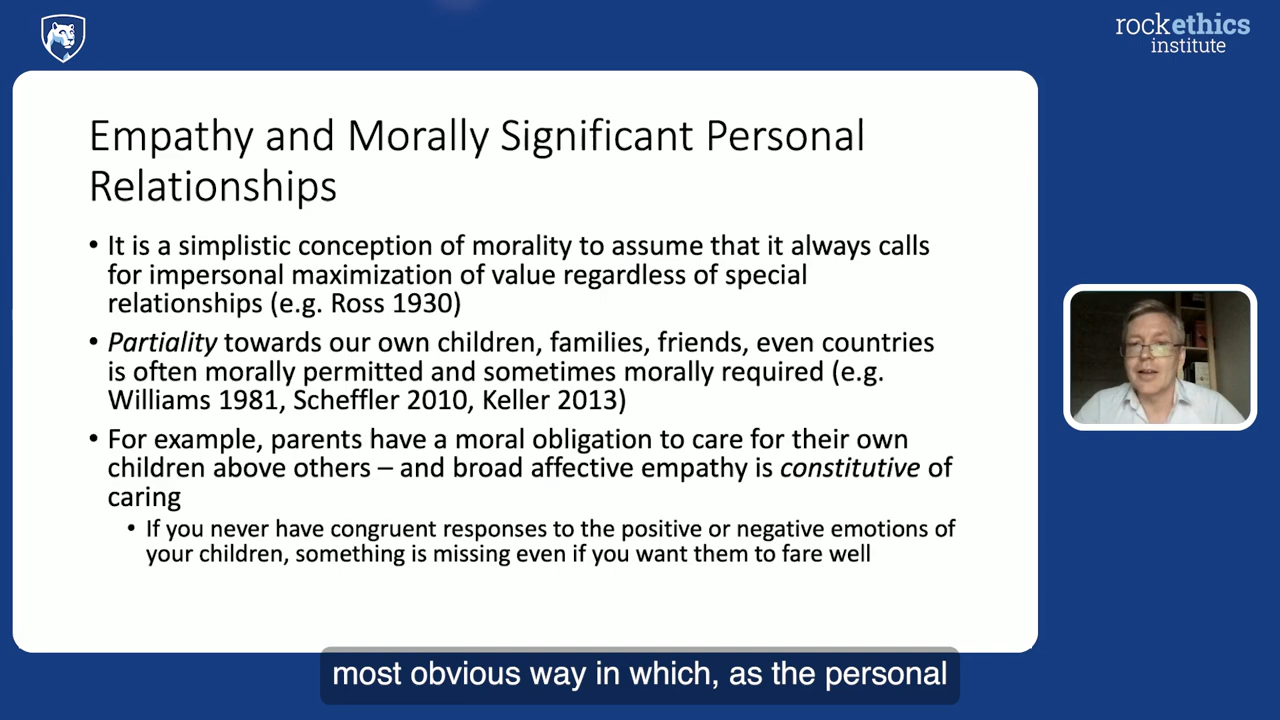 rockethics
institute
Empathy and Morally Significant Personal
Relationships
• It is a simplistic conception of morality to assume that it always calls
for impersonal maximization of value regardless of special
relationships (e.g. Ross 1930)
• Partiality towards our own children, families, friends, even countries
is often morally permitted and sometimes morally required (e.g.
Williams 1981, Scheffler 2010, Keller 2013)
• For example, parents have a moral obligation to care for their own
children above others – and broad affective empathy is constitutive of
caring
• If you never have congruent responses to the positive or negative emotions of
your children, something is missing even if you want them to fare well
most obvious way in which, as the personal